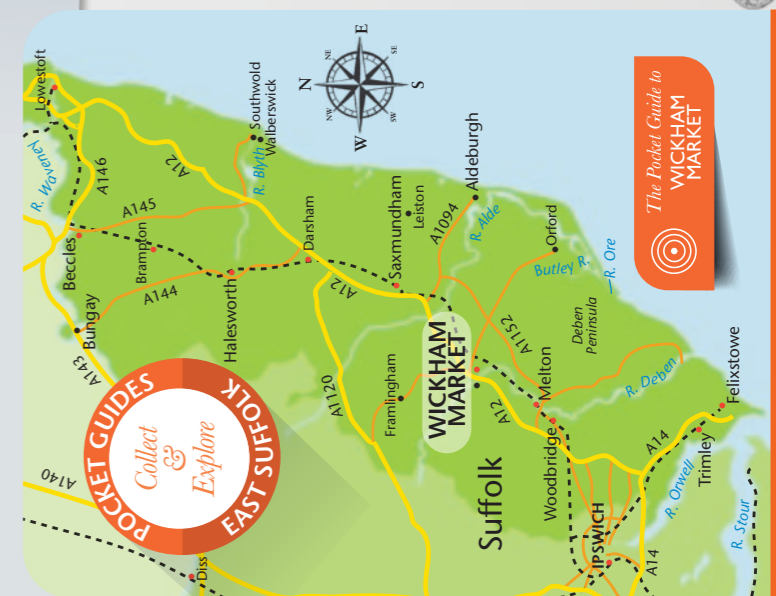 Lowestoft
R. Waveney
A146
A12
Beccles
A145
Southwold
Walberswick
R. Blyth
Brampton
Bungay
A144
A143
Halesworth
Darsham
N
NE
E
SE
S
SW
W
NW
The Pocket Guide to
WICKHAM
MARKET
Saxmundham
Leiston
A12
A1094
Aldeburgh
R. Alde
A1120
Framlingham
WICKHAM
MARKET
Orford
Butley R.
R. Ore
A1152
Deben
Peninsula
A12
Melton
R. Deben
Suffolk
Woodbridge
Felixstowe
A14
Trimley
R. Orwell
IPSWICH
A14
R. Stour
A140
Diss
POCKET GUIDES
Collect
&
Explore
EAST SUFFOLK